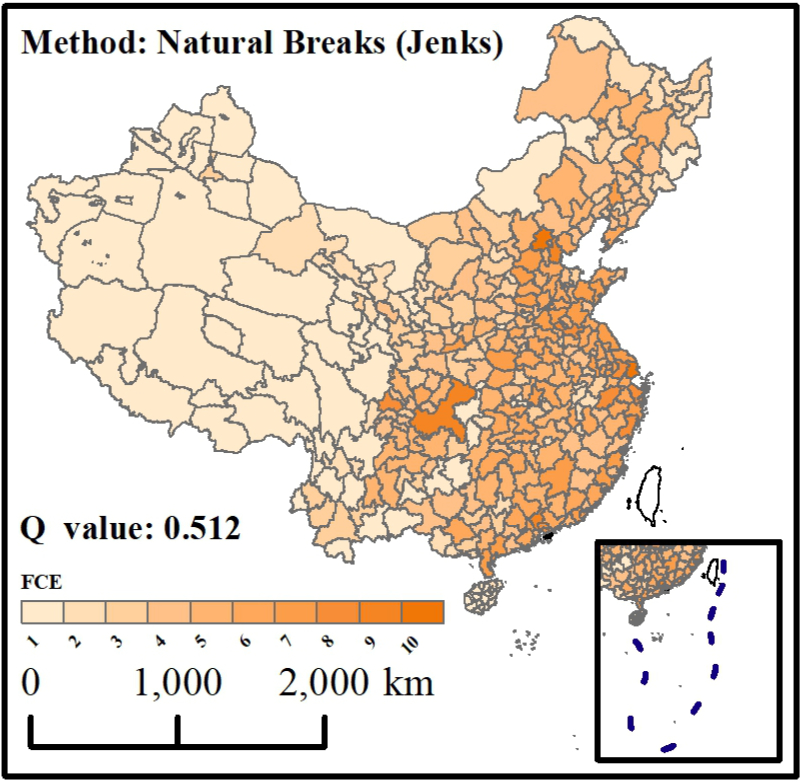 Method: Natural Breaks (Jenks)
Q value: 0.512
FCE
1 2 3 4 5 6 7 8 9 10
0 1,000 2,000 km